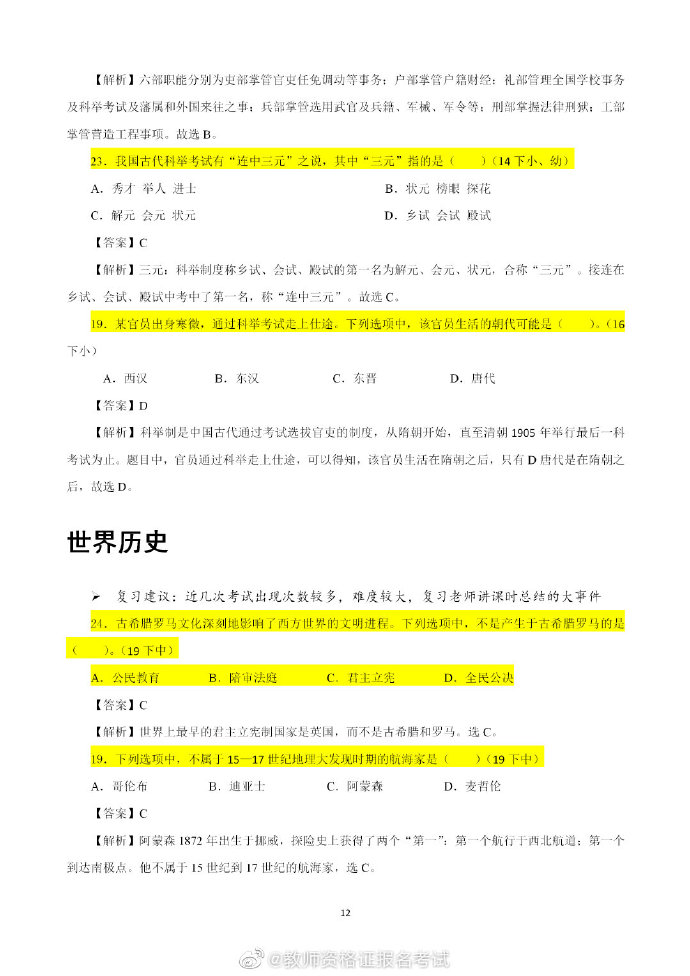 【解析】六部职能分别为吏部掌管官吏任免调动等事务；户部掌管户籍财经；礼部管理全国学校事务
及科举考试及藩属和外国来往之事；兵部掌管选用武官及兵籍、军械、军令等；刑部掌握法律刑狱；工部
掌管营造工程事项。故选 B。
23．我国古代科举考试有“连中三元”之说，其中“三元”指的是（　　）（14 下小、幼）
A．秀才 举人 进士　　B．状元 榜眼 探花
C．解元 会元 状元　　D．乡试 会试 殿试
【答案】C
【解析】三元：科举制度称乡试、会试、殿试的第一名为解元、会元、状元，合称“三元”。接连在
乡试、会试、殿试中考中了第一名，称“连中三元”。故选 C。
19．某官员出身寒微，通过科举考试走上仕途。下列选项中，该官员生活的朝代可能是（　　）。（16
下小）
A．西汉　　B．东汉　　C．东晋　　D．唐代
【答案】D
【解析】科举制是中国古代通过考试选拔官吏的制度，从隋朝开始，直至清朝 1905 年举行最后一科
考试为止。题目中，官员通过科举走上仕途，可以得知，该官员生活在隋朝之后，只有 D 唐代是在隋朝之
后，故选 D。
世界历史
➢ 复习建议：近几次考试出现次数较多，难度较大，复习老师讲课时总结的大事件
24．古希腊罗马文化深刻地影响了西方世界的文明进程。下列选项中，不是产生于古希腊罗马的是
（　　）。（19 下中）
A．公民教育　　B．陪审法庭　　C．君主立宪　　D．全民公决
【答案】C
【解析】世界上最早的君主立宪制国家是英国，而不是古希腊和罗马。选 C。
19．下列选项中，不属于 15—17 世纪地理大发现时期的航海家是（　　）（19 下中）
A．哥伦布　　B．迪亚士　　C．阿蒙森　　D．麦哲伦
【答案】C
【解析】阿蒙森 1872 年出生于挪威，探险史上获得了两个“第一”：第一个航行于西北航道；第一个
到达南极点。他不属于 15 世纪到 17 世纪的航海家，选 C。
12
@教师资格证报名考试